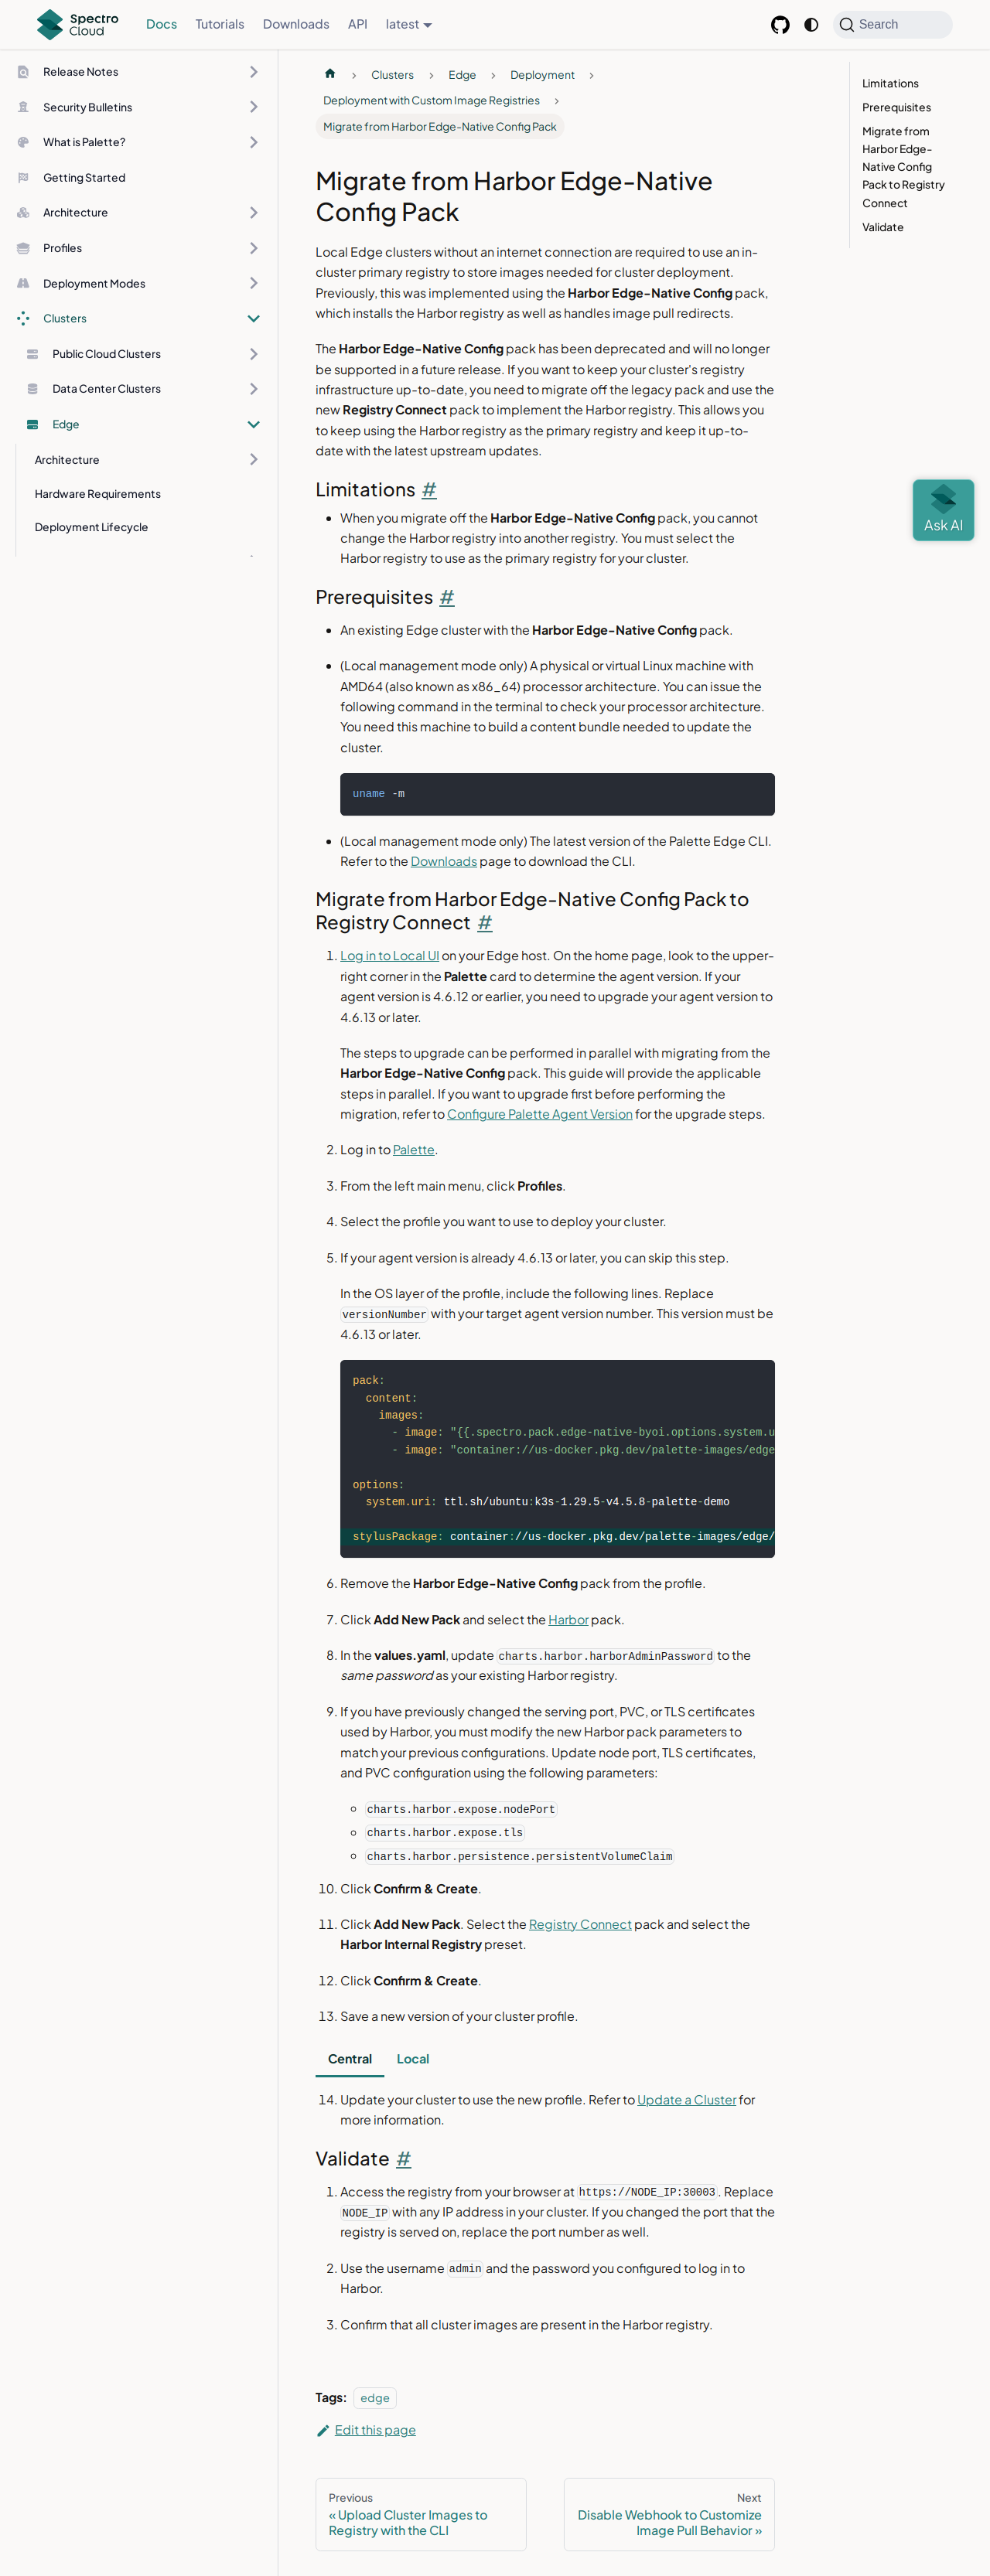 Spectro Cloud
Docs
Tutorials
Downloads
API
latest
Search
Release Notes
Security Bulletins
What is Palette?
Getting Started
Architecture
Profiles
Deployment Modes
Clusters
Public Cloud Clusters
Data Center Clusters
Edge
Architecture
Hardware Requirements
Deployment Lifecycle
Clusters
Edge
Deployment
Deployment with Custom Image Registries
Migrate from Harbor Edge-Native Config Pack
Migrate from Harbor Edge-Native
Config Pack
Local Edge clusters without an internet connection are required to use an in-
cluster primary registry to store images needed for cluster deployment.
Previously, this was implemented using the Harbor Edge-Native Config pack,
which installs the Harbor registry as well as handles image pull redirects.
The Harbor Edge-Native Config pack has been deprecated and will no longer
be supported in a future release. If you want to keep your cluster's registry
infrastructure up-to-date, you need to migrate off the legacy pack and use the
new Registry Connect pack to implement the Harbor registry. This allows you
to keep using the Harbor registry as the primary registry and keep it up-to-
date with the latest upstream updates.
Limitations #
When you migrate off the Harbor Edge-Native Config pack, you cannot
change the Harbor registry into another registry. You must select the
Harbor registry to use as the primary registry for your cluster.
Prerequisites #
An existing Edge cluster with the Harbor Edge-Native Config pack.
(Local management mode only) A physical or virtual Linux machine with
AMD64 (also known as x86_64) processor architecture. You can issue the
following command in the terminal to check your processor architecture.
You need this machine to build a content bundle needed to update the
cluster.
uname -m
(Local management mode only) The latest version of the Palette Edge CLI.
Refer to the Downloads page to download the CLI.
Migrate from Harbor Edge-Native Config Pack to
Registry Connect #
1. Log in to Local UI on your Edge host. On the home page, look to the upper-
right corner in the Palette card to determine the agent version. If your
agent version is 4.6.12 or earlier, you need to upgrade your agent version to
4.6.13 or later.
The steps to upgrade can be performed in parallel with migrating from the
Harbor Edge-Native Config pack. This guide will provide the applicable
steps in parallel. If you want to upgrade first before performing the
migration, refer to Configure Palette Agent Version for the upgrade steps.
2. Log in to Palette.
3. From the left main menu, click Profiles.
4. Select the profile you want to use to deploy your cluster.
5. If your agent version is already 4.6.13 or later, you can skip this step.
In the OS layer of the profile, include the following lines. Replace
versionNumber with your target agent version number. This version must be
4.6.13 or later.
pack:
content:
images:
- image: "{{.spectro.pack.edge-native-byoi.options.system.u
- image: "container://us-docker.pkg.dev/palette-images/edge
options:
system.uri: ttl.sh/ubuntu:k3s-1.29.5-v4.5.8-palette-demo
stylusPackage: container://us-docker.pkg.dev/palette-images/edge/
6. Remove the Harbor Edge-Native Config pack from the profile.
7. Click Add New Pack and select the Harbor pack.
8. In the values.yaml, update charts.harbor.harborAdminPassword to the
same password as your existing Harbor registry.
9. If you have previously changed the serving port, PVC, or TLS certificates
used by Harbor, you must modify the new Harbor pack parameters to
match your previous configurations. Update node port, TLS certificates,
and PVC configuration using the following parameters:
charts.harbor.expose.nodePort
charts.harbor.expose.tls
charts.harbor.persistence.persistentVolumeClaim
10. Click Confirm & Create.
11. Click Add New Pack. Select the Registry Connect pack and select the
Harbor Internal Registry preset.
12. Click Confirm & Create.
13. Save a new version of your cluster profile.
Central
Local
14. Update your cluster to use the new profile. Refer to Update a Cluster for
more information.
Validate #
1. Access the registry from your browser at https://NODE_IP:30003. Replace
NODE_IP with any IP address in your cluster. If you changed the port that the
registry is served on, replace the port number as well.
2. Use the username admin and the password you configured to log in to
Harbor.
3. Confirm that all cluster images are present in the Harbor registry.
Tags: edge
Edit this page
Previous
« Upload Cluster Images to
Registry with the CLI
Next
Disable Webhook to Customize
Image Pull Behavior »
Limitations
Prerequisites
Migrate from
Harbor Edge-
Native Config
Pack to Registry
Connect
Validate
Ask AI